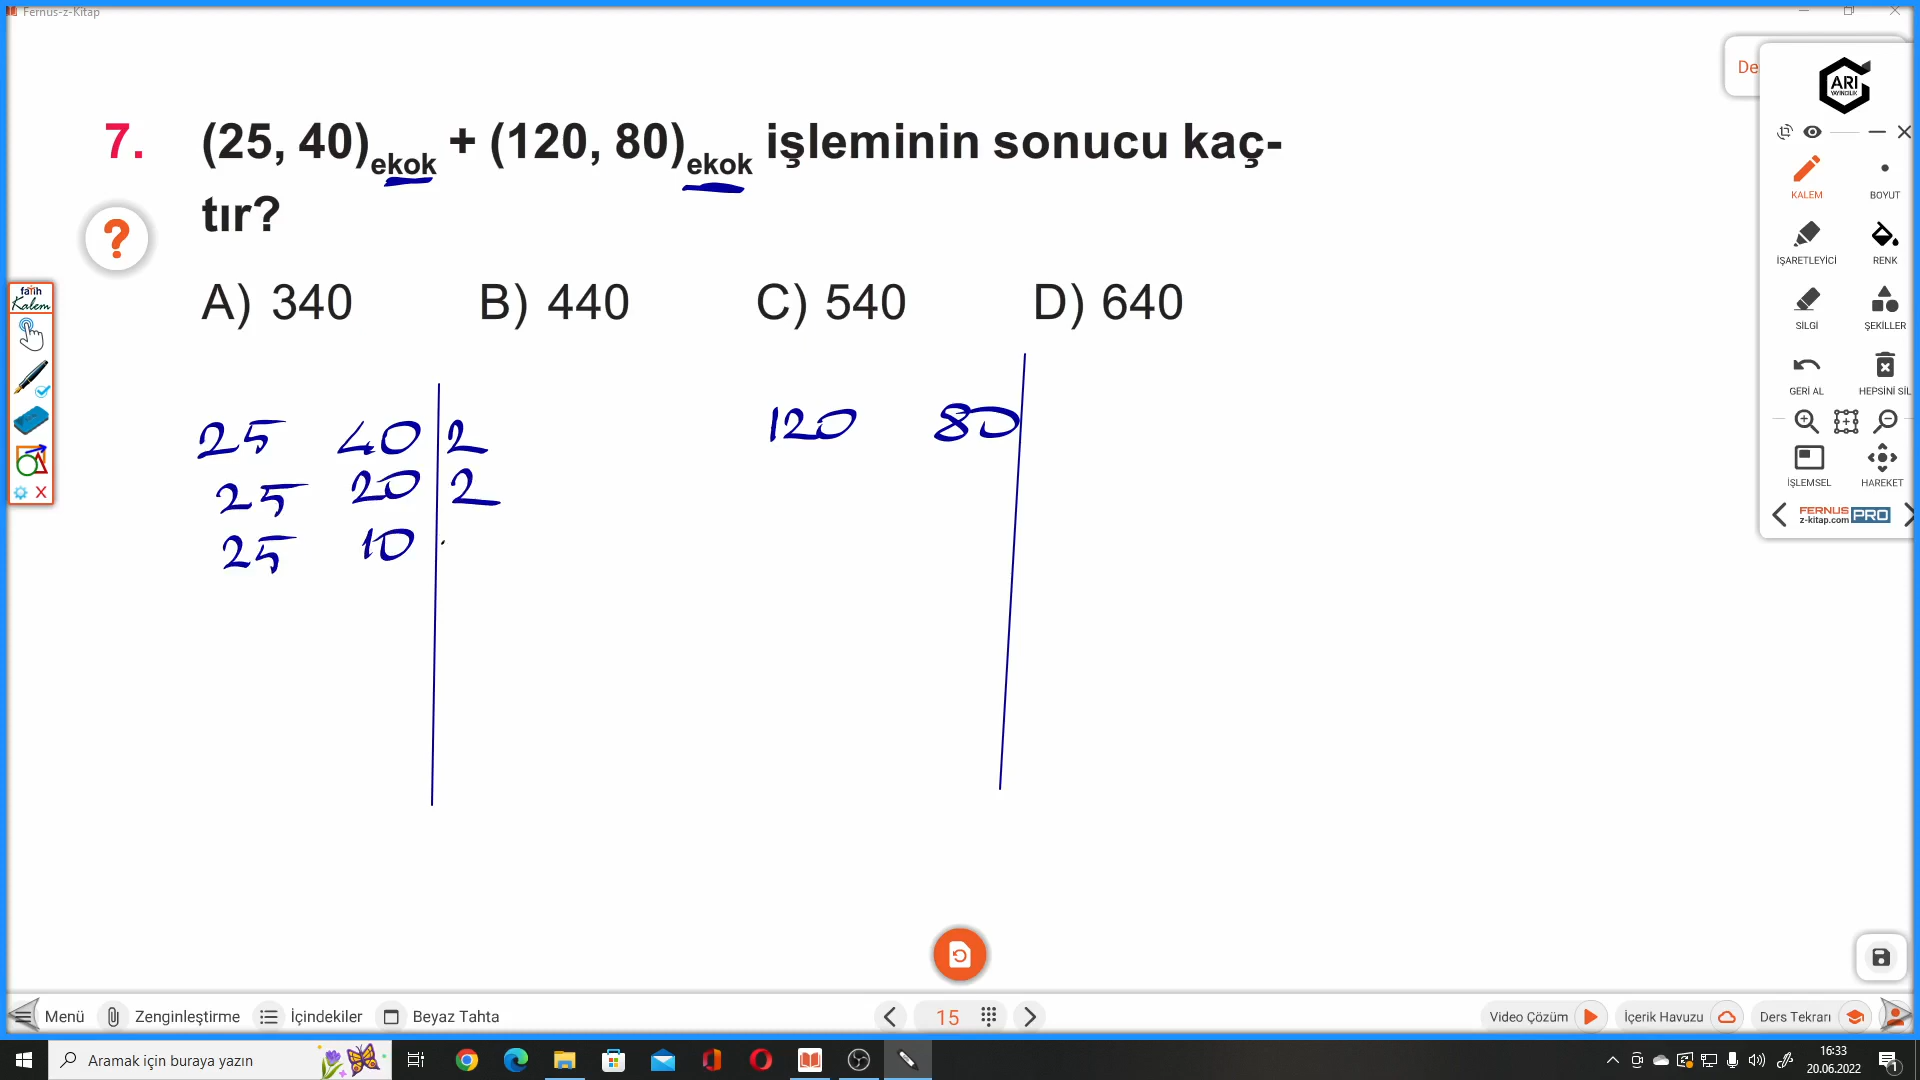 Fernus-z-Kitap
De
ARI
YAYINCILIK
7. (25, 40)ekok + (120, 80)ekok işleminin sonucu kaç-
tır?
A) 340 B) 440 C) 540 D) 640
25 40 2
25 20 2
25 10
120 80
fatih
Kalem
KALEM BOYUT
İŞARETLEYİCİ RENK
SİLGİ ŞEKİLLER
GERİ AL HEPSİNİ SİL
İŞLEMSEL HAREKET
FERNUS
z-kitap.com PRO
Menü Zenginleştirme İçindekiler Beyaz Tahta 15 Video Çözüm İçerik Havuzu Ders Tekrarı
Aramak için buraya yazın
16:33
20.06.2022
1